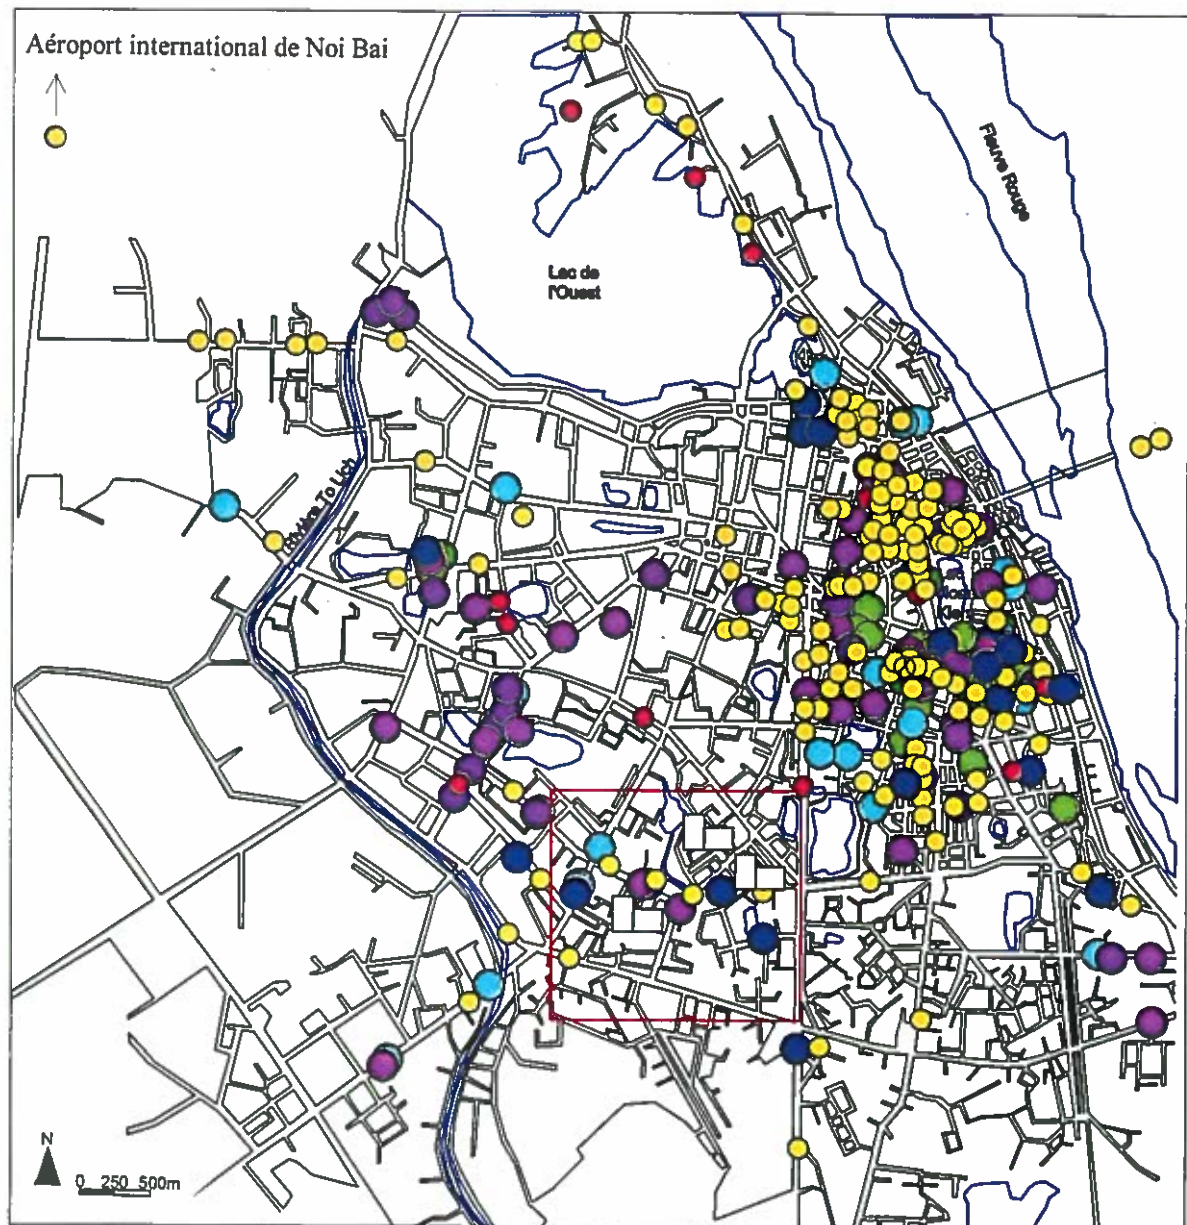 Aéroport international de Noi Bai
Fleuve Rouge
Lac de
l'Ouest
Rivière To Lich
N
0 250 500m